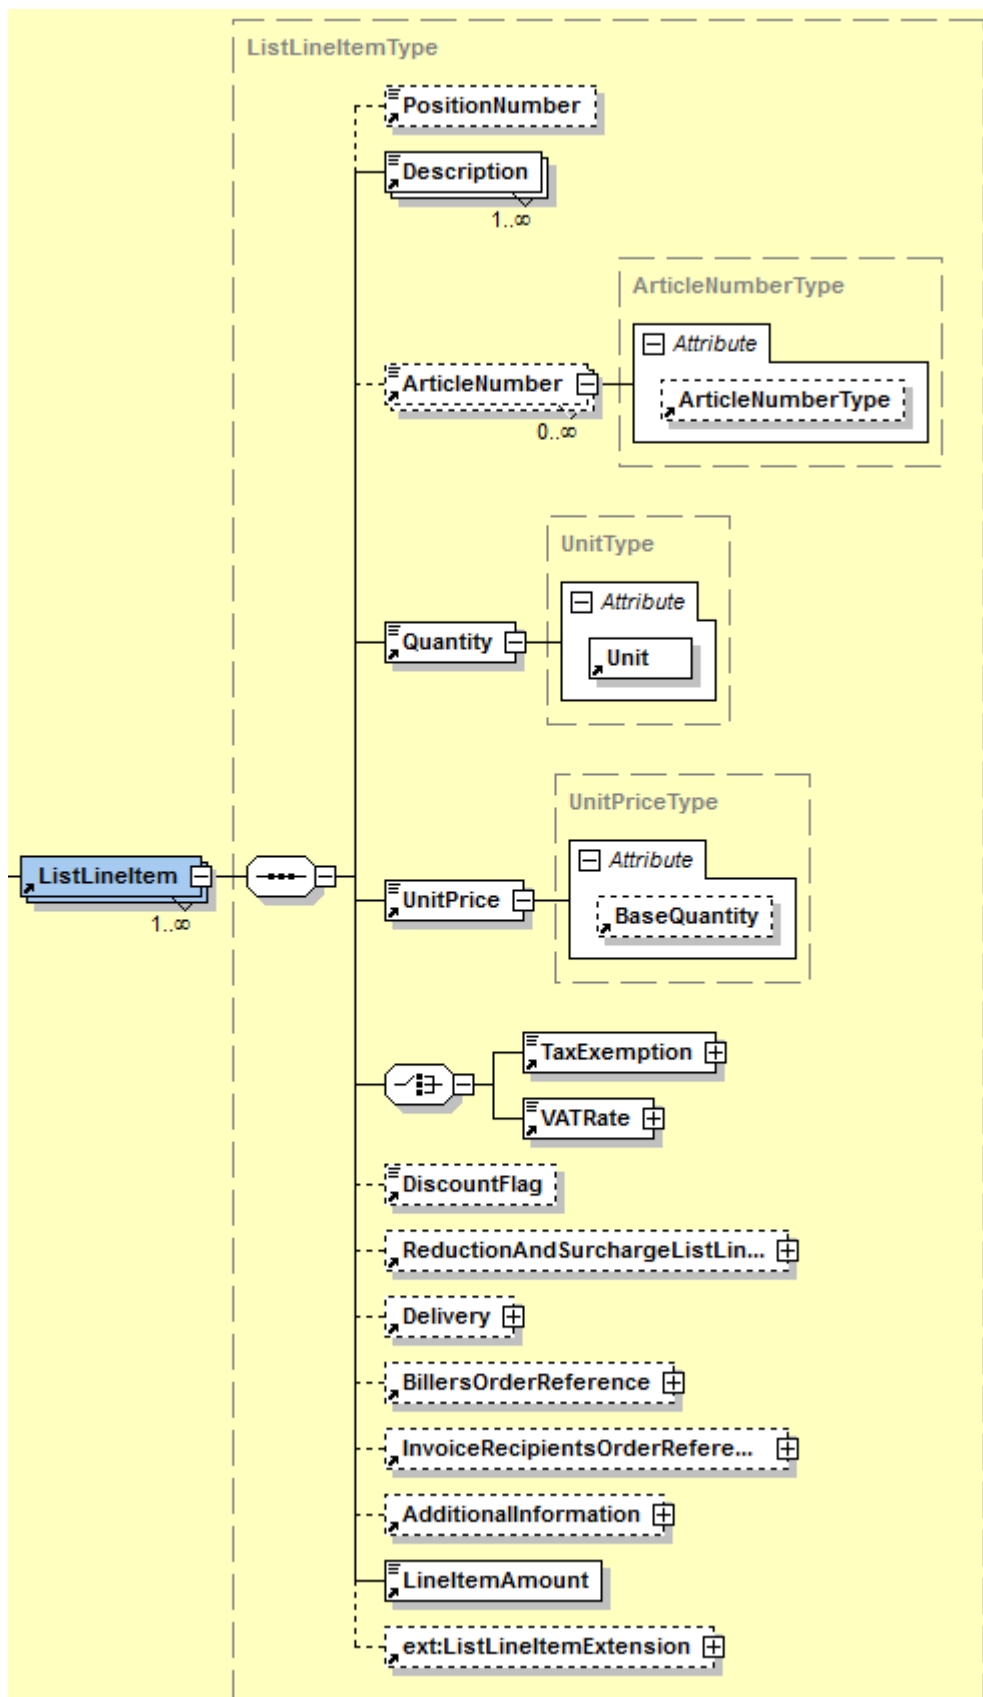 ListLineItemType
PositionNumber
Description
1..∞
ArticleNumberType
Attribute
ArticleNumber
ArticleNumberType
0..∞
UnitType
Attribute
Quantity
Unit
UnitPriceType
Attribute
ListLineItem
1..∞
UnitPrice
BaseQuantity
TaxExemption
VATRate
DiscountFlag
ReductionAndSurchargeListLin...
Delivery
BillersOrderReference
InvoiceRecipientsOrderRefere...
AdditionalInformation
LineItemAmount
ext:ListLineItemExtension